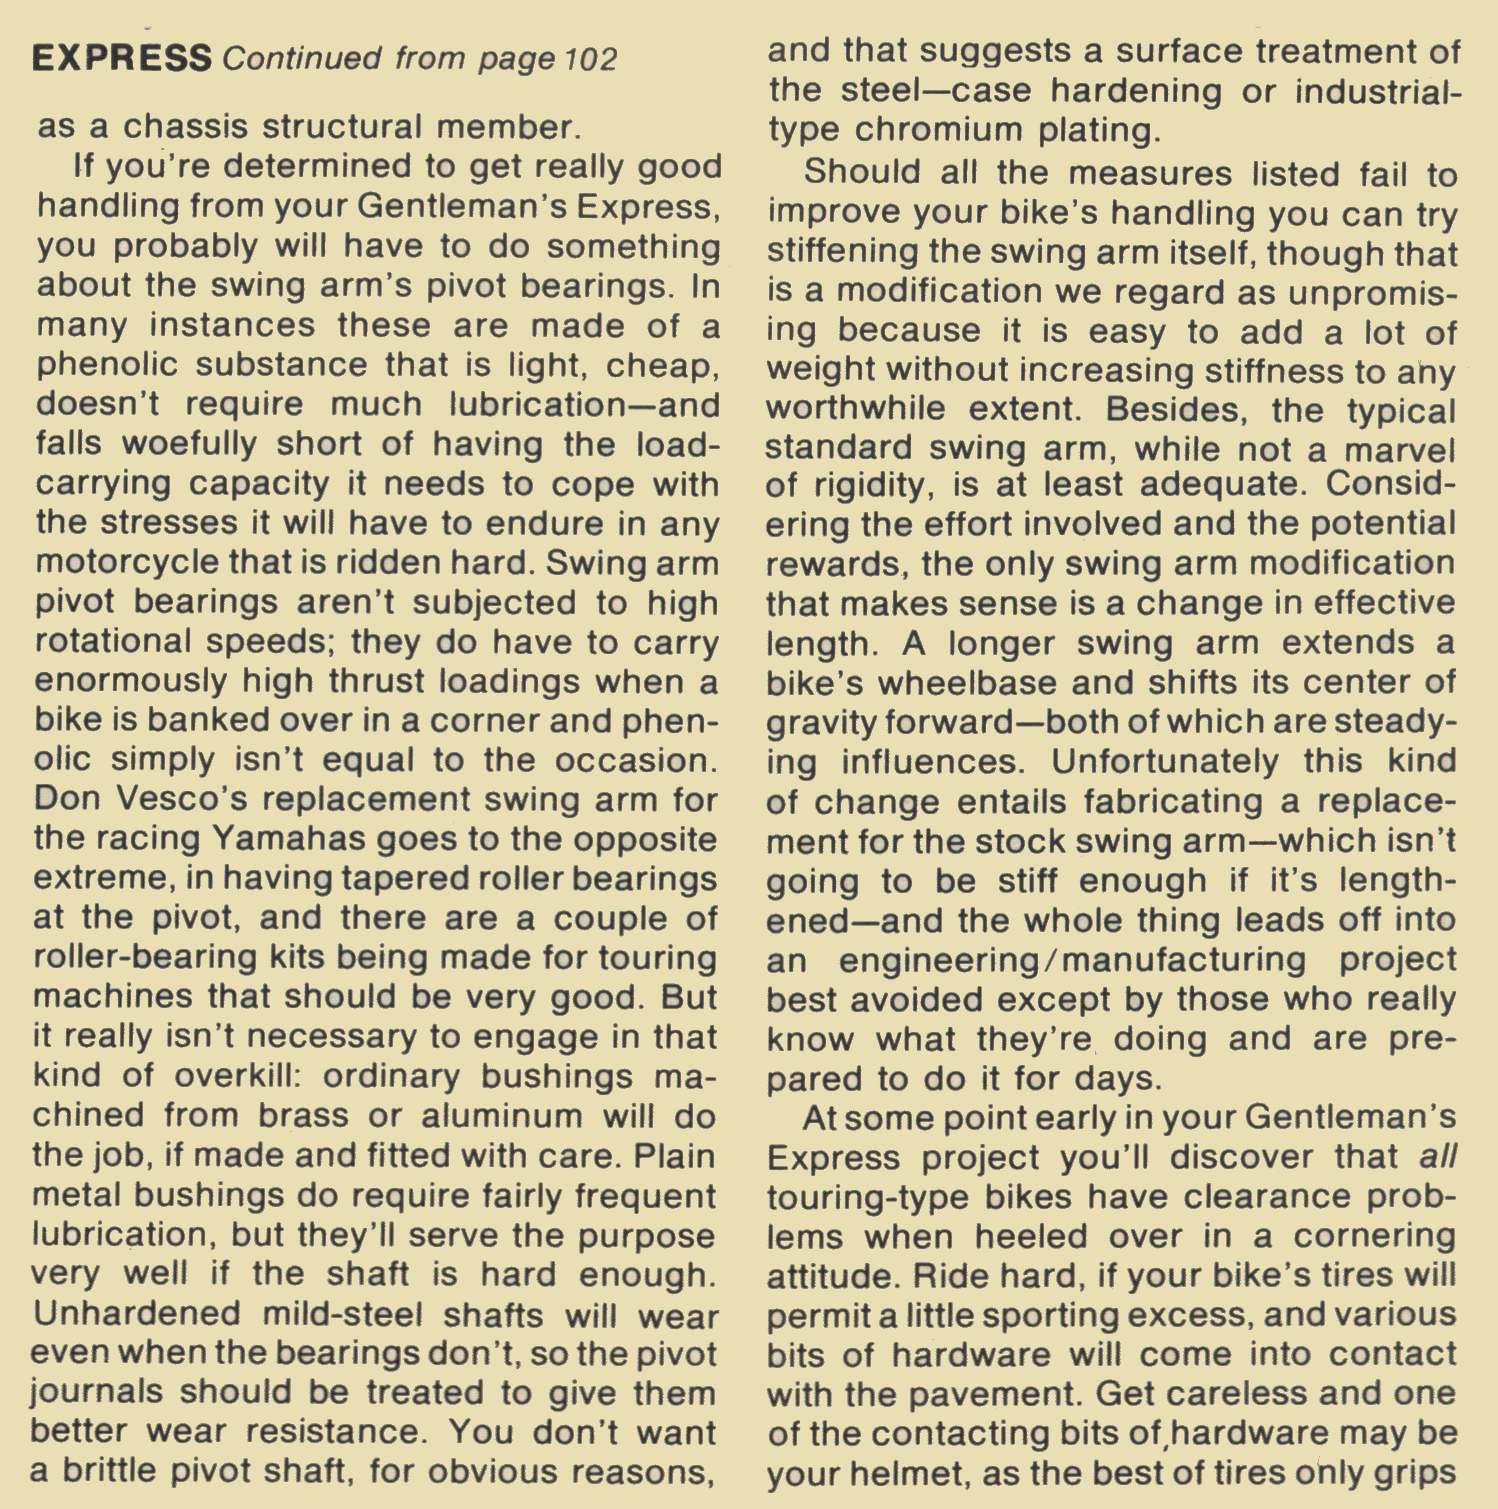 EXPRESS Continued from page 102
as a chassis structural member.
If you're determined to get really good
handling from your Gentleman's Express,
you probably will have to do something
about the swing arm's pivot bearings. In
many instances these are made of a
phenolic substance that is light, cheap,
doesn't require much lubrication—and
falls woefully short of having the load-
carrying capacity it needs to cope with
the stresses it will have to endure in any
motorcycle that is ridden hard. Swing arm
pivot bearings aren't subjected to high
rotational speeds; they do have to carry
enormously high thrust loadings when a
bike is banked over in a corner and phen-
olic simply isn't equal to the occasion.
Don Vesco's replacement swing arm for
the racing Yamahas goes to the opposite
extreme, in having tapered roller bearings
at the pivot, and there are a couple of
roller-bearing kits being made for touring
machines that should be very good. But
it really isn't necessary to engage in that
kind of overkill: ordinary bushings ma-
chined from brass or aluminum will do
the job, if made and fitted with care. Plain
metal bushings do require fairly frequent
lubrication, but they'll serve the purpose
very well if the shaft is hard enough.
Unhardened mild-steel shafts will wear
even when the bearings don't, so the pivot
journals should be treated to give them
better wear resistance. You don't want
a brittle pivot shaft, for obvious reasons,
and that suggests a surface treatment of
the steel—case hardening or industrial-
type chromium plating.
Should all the measures listed fail to
improve your bike's handling you can try
stiffening the swing arm itself, though that
is a modification we regard as unpromis-
ing because it is easy to add a lot of
weight without increasing stiffness to any
worthwhile extent. Besides, the typical
standard swing arm, while not a marvel
of rigidity, is at least adequate. Consid-
ering the effort involved and the potential
rewards, the only swing arm modification
that makes sense is a change in effective
length. A longer swing arm extends a
bike's wheelbase and shifts its center of
gravity forward—both of which are steady-
ing influences. Unfortunately this kind
of change entails fabricating a replace-
ment for the stock swing arm—which isn't
going to be stiff enough if it's length-
ened—and the whole thing leads off into
an engineering/manufacturing project
best avoided except by those who really
know what they're doing and are pre-
pared to do it for days.
At some point early in your Gentleman's
Express project you'll discover that all
touring-type bikes have clearance prob-
lems when heeled over in a cornering
attitude. Ride hard, if your bike's tires will
permit a little sporting excess, and various
bits of hardware will come into contact
with the pavement. Get careless and one
of the contacting bits of hardware may be
your helmet, as the best of tires only grips